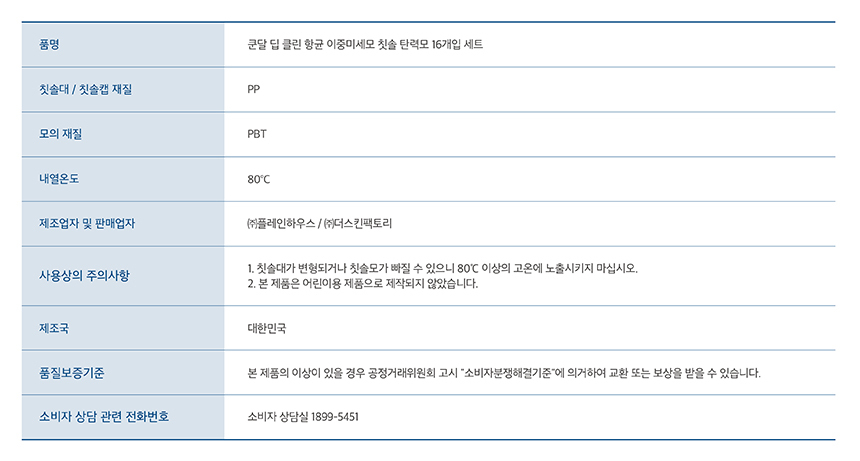 품명
쿤달 딥 클린 항균 이중미세모 칫솔 탄력모 16개입 세트
칫솔대 / 칫솔캡 재질
PP
모의 재질
PBT
내열온도
80℃
제조업자 및 판매업자
㈜플레인하우스 / ㈜더스킨팩토리
사용상의 주의사항
1. 칫솔대가 변형되거나 칫솔모가 빠질 수 있으니 80℃ 이상의 고온에 노출시키지 마십시오.
2. 본 제품은 어린이용 제품으로 제작되지 않았습니다.
제조국
대한민국
품질보증기준
본 제품의 이상이 있을 경우 공정거래위원회 고시 "소비자분쟁해결기준"에 의거하여 교환 또는 보상을 받을 수 있습니다.
소비자 상담 관련 전화번호
소비자 상담실 1899-5451